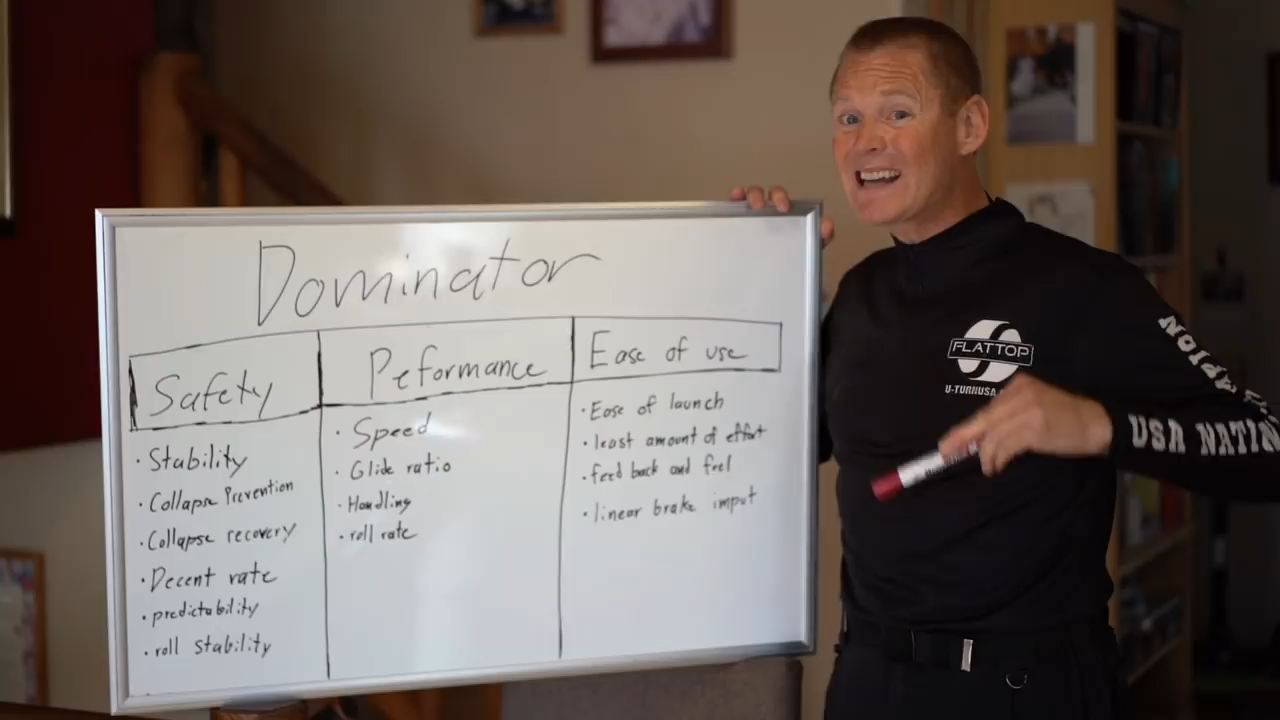 Dominator
Safety
Peformance
Ease of use
· Stability
· Collapse Prevention
· Collapse recovery
· Decent rate
· predictability
· roll stability
· Speed
· Glide ratio
· Handling
· roll rate
· Ease of launch
· least amount of effort
· feed back and feel
· linear brake imput
FLATTOP
U-TURNUSA
USA NATIN